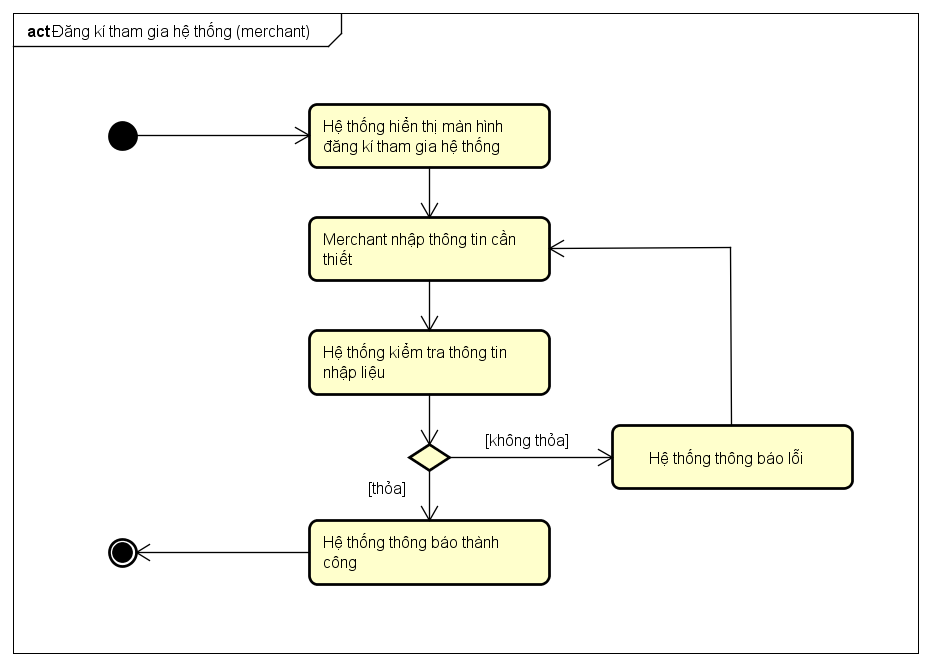 act Đăng kí tham gia hệ thống (merchant)
Hệ thống hiển thị màn hình
đăng kí tham gia hệ thống
Merchant nhập thông tin cần
thiết
Hệ thống kiểm tra thông tin
nhập liệu
[không thỏa]
Hệ thống thông báo lỗi
[thỏa]
Hệ thống thông báo thành
công